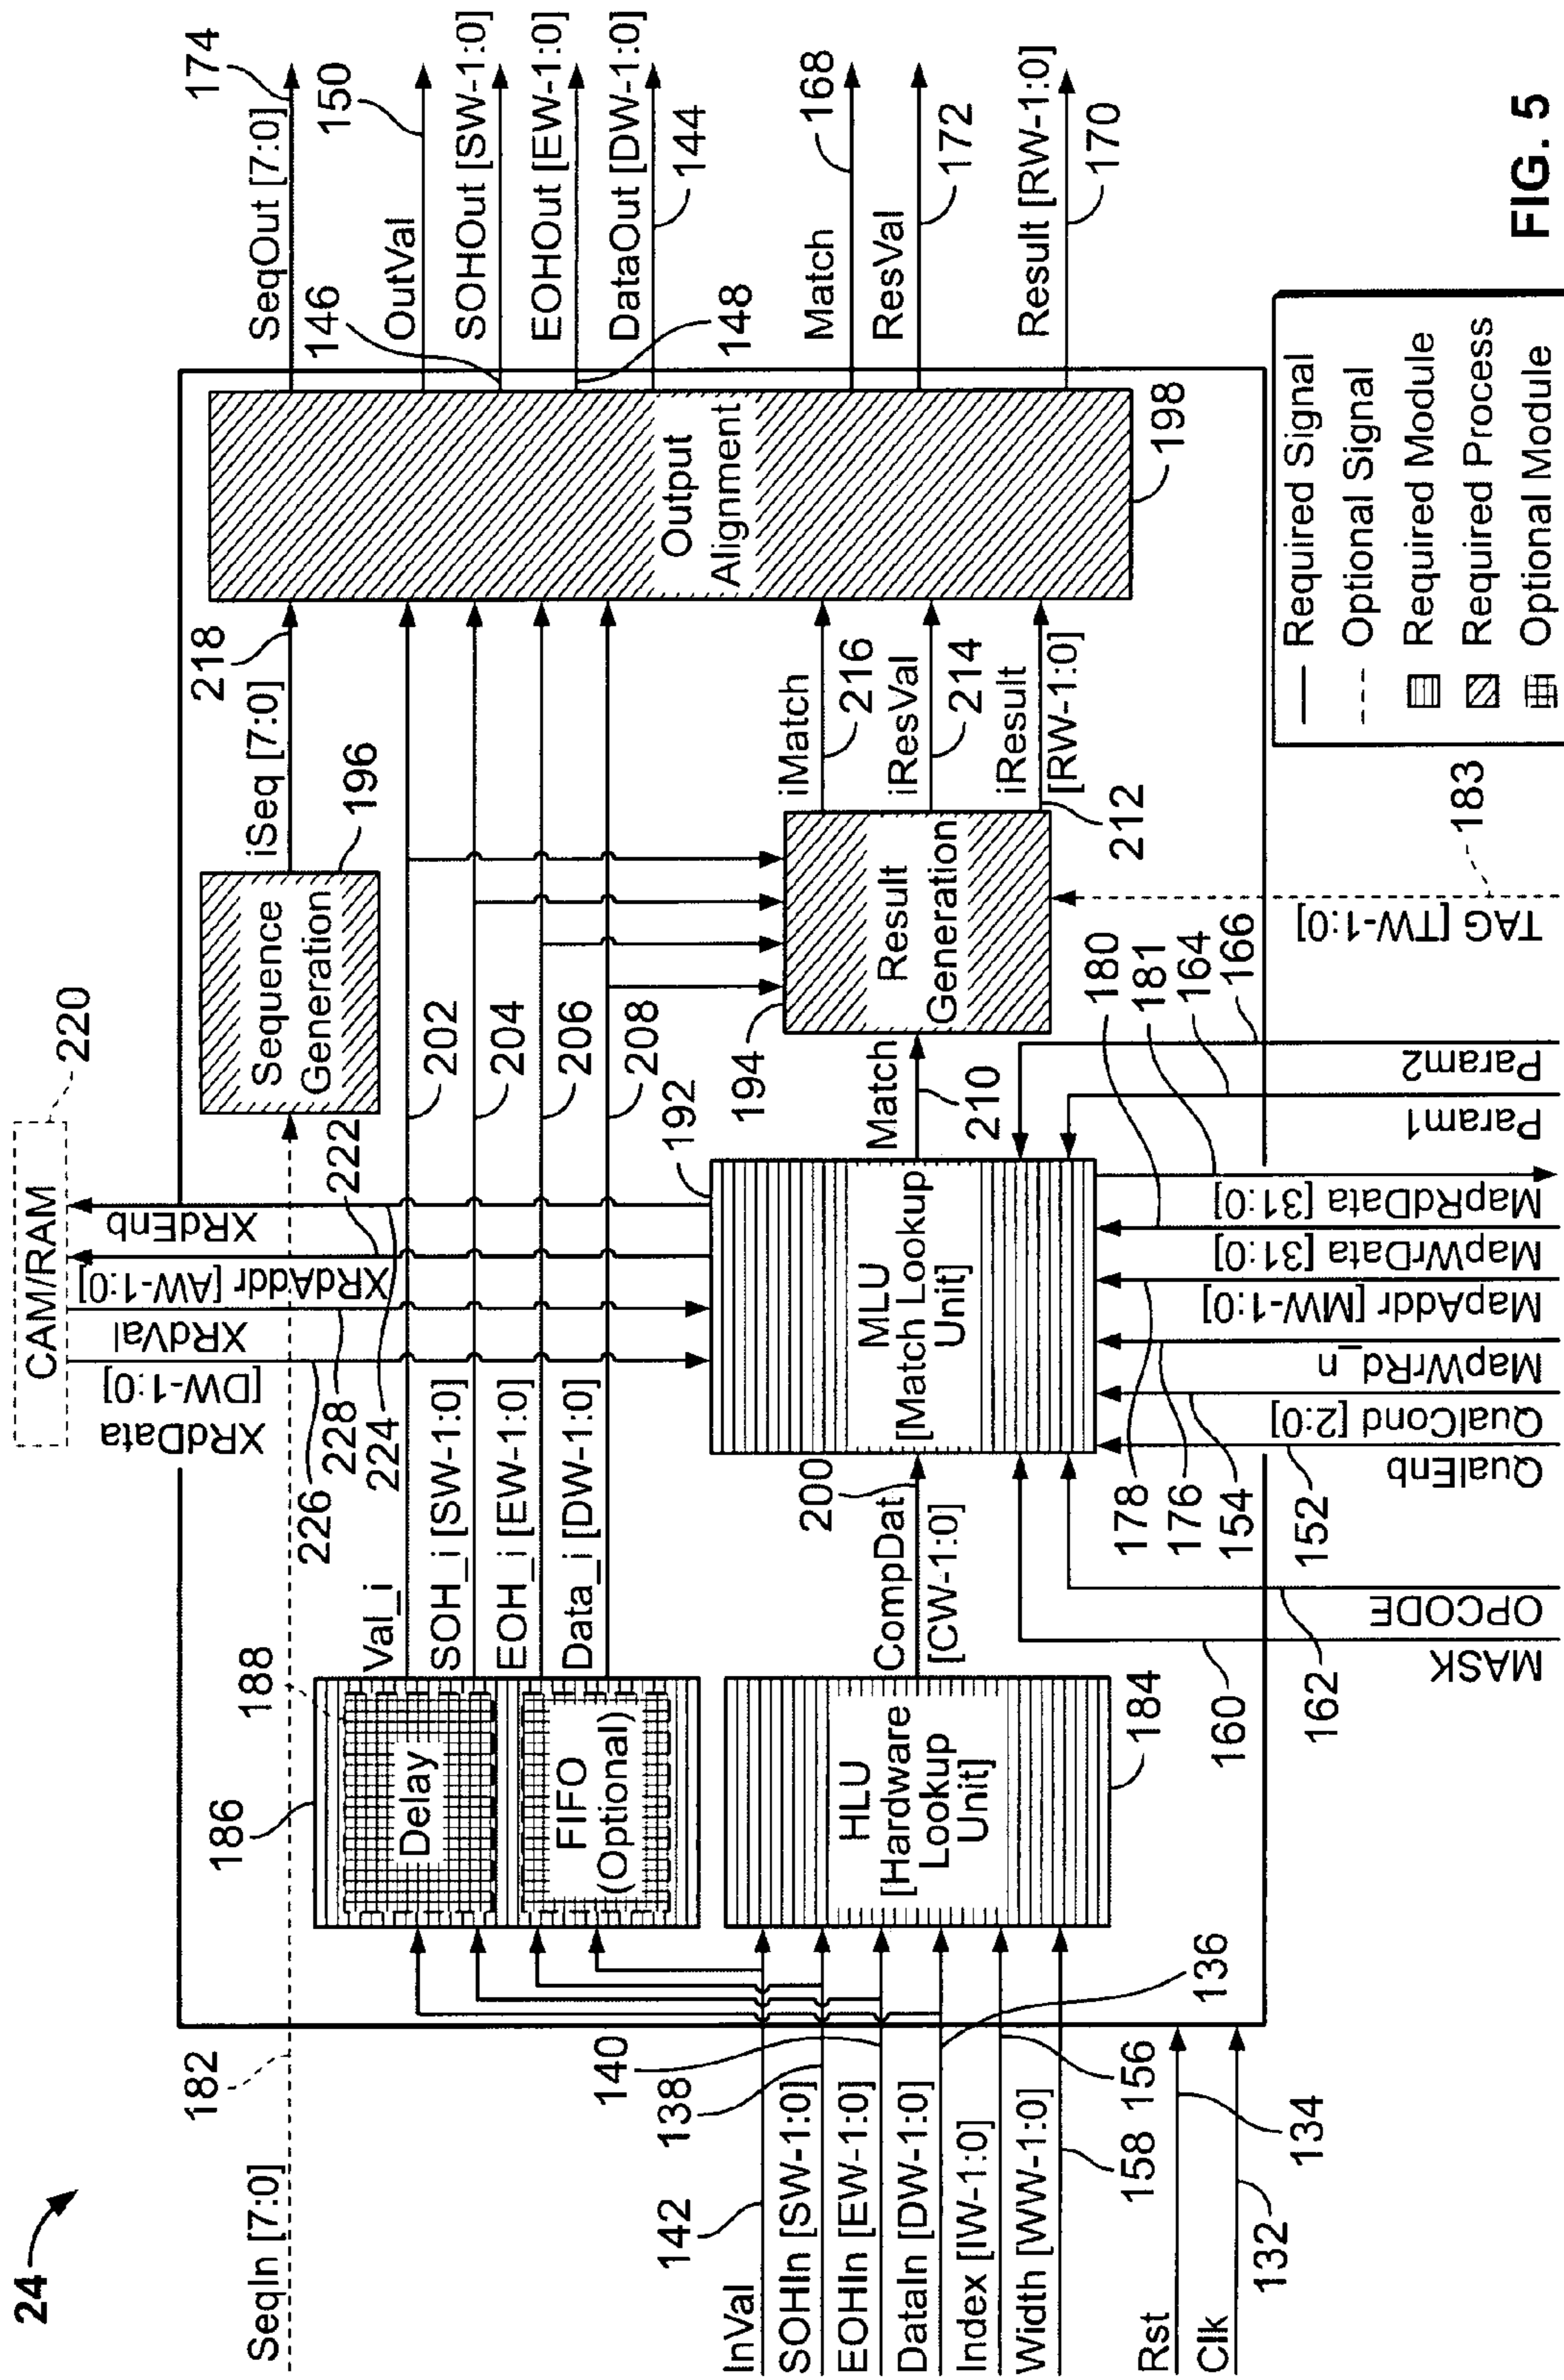 24
SeqIn [7:0]
182
CAM/RAM
220
XRdData
[DW-1:0]
XRdVal
XRdAddr [AW-1:0]
XRdEnb
226
228
224
222
Sequence
Generation
196
iSeq [7:0]
218
SeqOut [7:0]
174
146
OutVal
150
SOHOut [SW-1:0]
EOHOut [EW-1:0]
DataOut [DW-1:0]
148
144
Match
168
ResVal
172
Result [RW-1:0]
170
186
188
Delay
FIFO
(Optional)
Val_i
SOH_i [SW-1:0]
EOH_i [EW-1:0]
Data_i [DW-1:0]
202
204
206
208
192
Output
Alignment
198
InVal
SOHIn [SW-1:0]
EOHIn [EW-1:0]
DataIn [DW-1:0]
Index [IW-1:0]
Width [WW-1:0]
142
138
140
136
156
158
HLU
[Hardware
Lookup
Unit]
184
CompDat
[CW-1:0]
200
MLU
[Match Lookup
Unit]
Match
210
194
Result
Generation
iMatch
216
iResVal
214
iResult
[RW-1:0]
212
Rst
Clk
134
132
160
162
152
154
176
178
180
181
164
166
183
MASK
OPCODE
QualEnb
QualCond [2:0]
MapWrRd_n
MapAddr [MW-1:0]
MapWrData [31:0]
MapRdData [31:0]
Param1
Param2
TAG [TW-1:0]
Required Signal
Optional Signal
Required Module
Required Process
Optional Module
FIG. 5